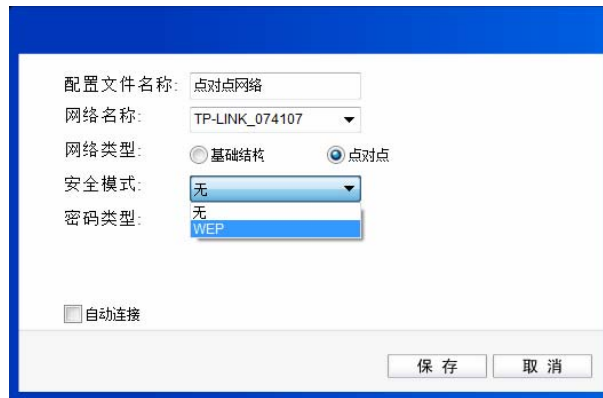 配置文件名称: 点对点网络
网络名称: TP-LINK_074107
网络类型: 基础结构 点对点
安全模式: 无
无
密码类型: WEP
自动连接
保存 取消